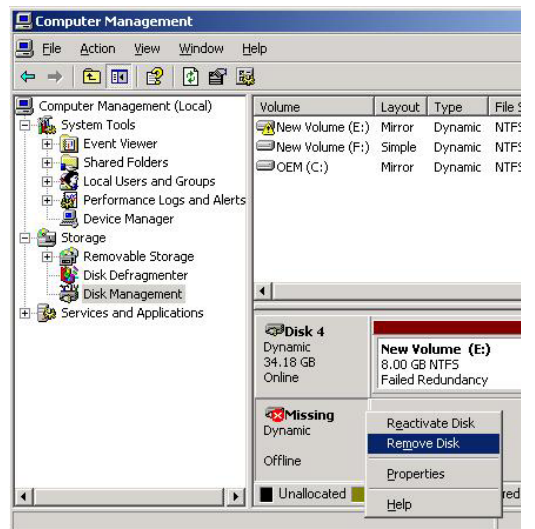 Computer Management
File Action View Window Help
Computer Management (Local)
System Tools
Event Viewer
Shared Folders
Local Users and Groups
Performance Logs and Alerts
Device Manager
Storage
Removable Storage
Disk Defragmenter
Disk Management
Services and Applications
Volume Layout Type File S
New Volume (E:) Mirror Dynamic NTFS
New Volume (F:) Simple Dynamic NTFS
OEM (C:) Mirror Dynamic NTFS
Disk 4
Dynamic
34.18 GB
Online
New Volume (E:)
8.00 GB NTFS
Failed Redundancy
Missing
Dynamic
Offline
Reactivate Disk
Remove Disk
Properties
Help
Unallocated
red